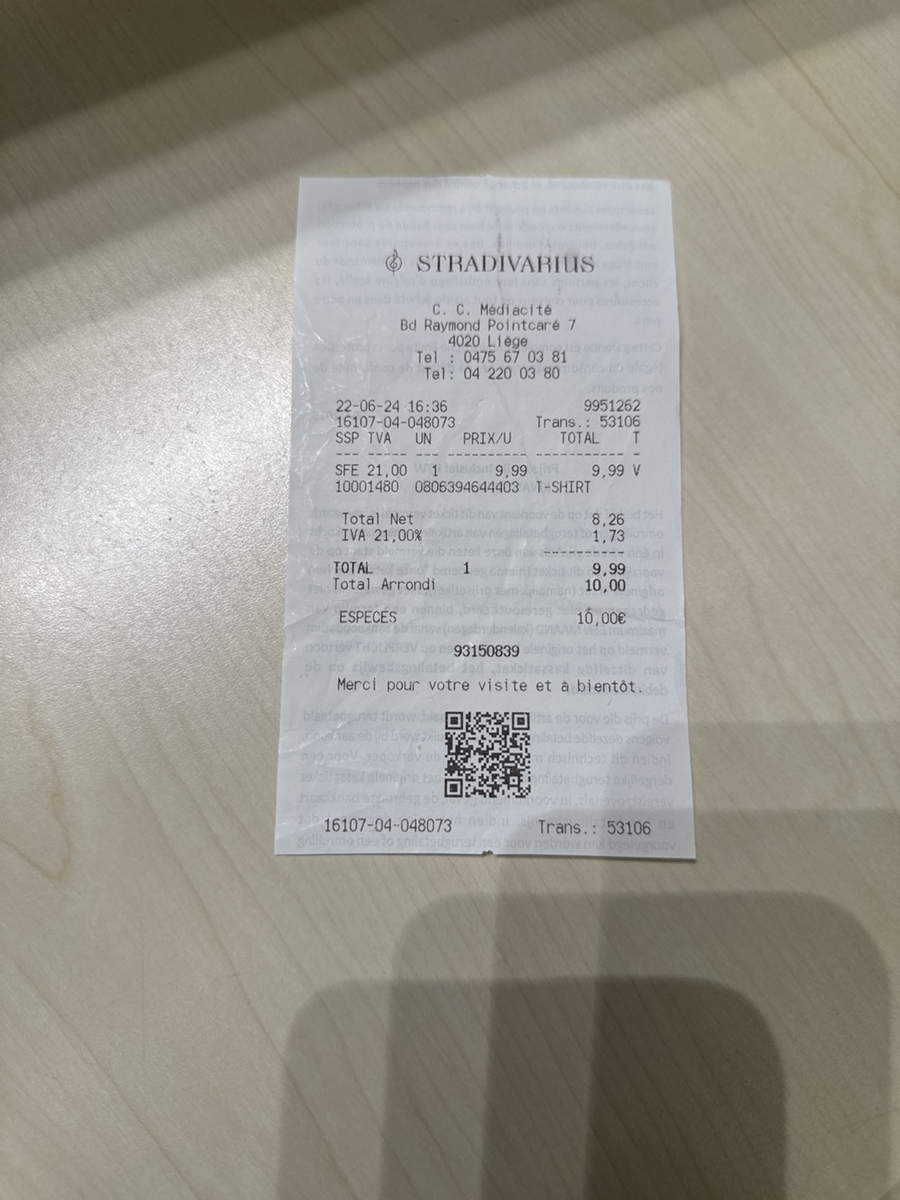 STRADIVARIUS
C. C. Médiacité
Bd Raymond Pointcaré 7
4020 Liège
Tel : 0475 67 03 81
Tel: 04 220 03 80
22-06-24 16:36 9951262
16107-04-048073 Trans.: 53106
SSP TVA UN PRIX/U TOTAL T
--- ----- --- --------- ---------- -
SFE 21,00 1 9,99 9,99 V
10001480 0806394644403 T-SHIRT
Total Net 8,26
IVA 21,00% 1,73
----------
TOTAL 1 9,99
Total Arrondi 10,00
ESPECES 10,00€
93150839
Merci pour votre visite et à bientôt.
16107-04-048073 Trans.: 53106